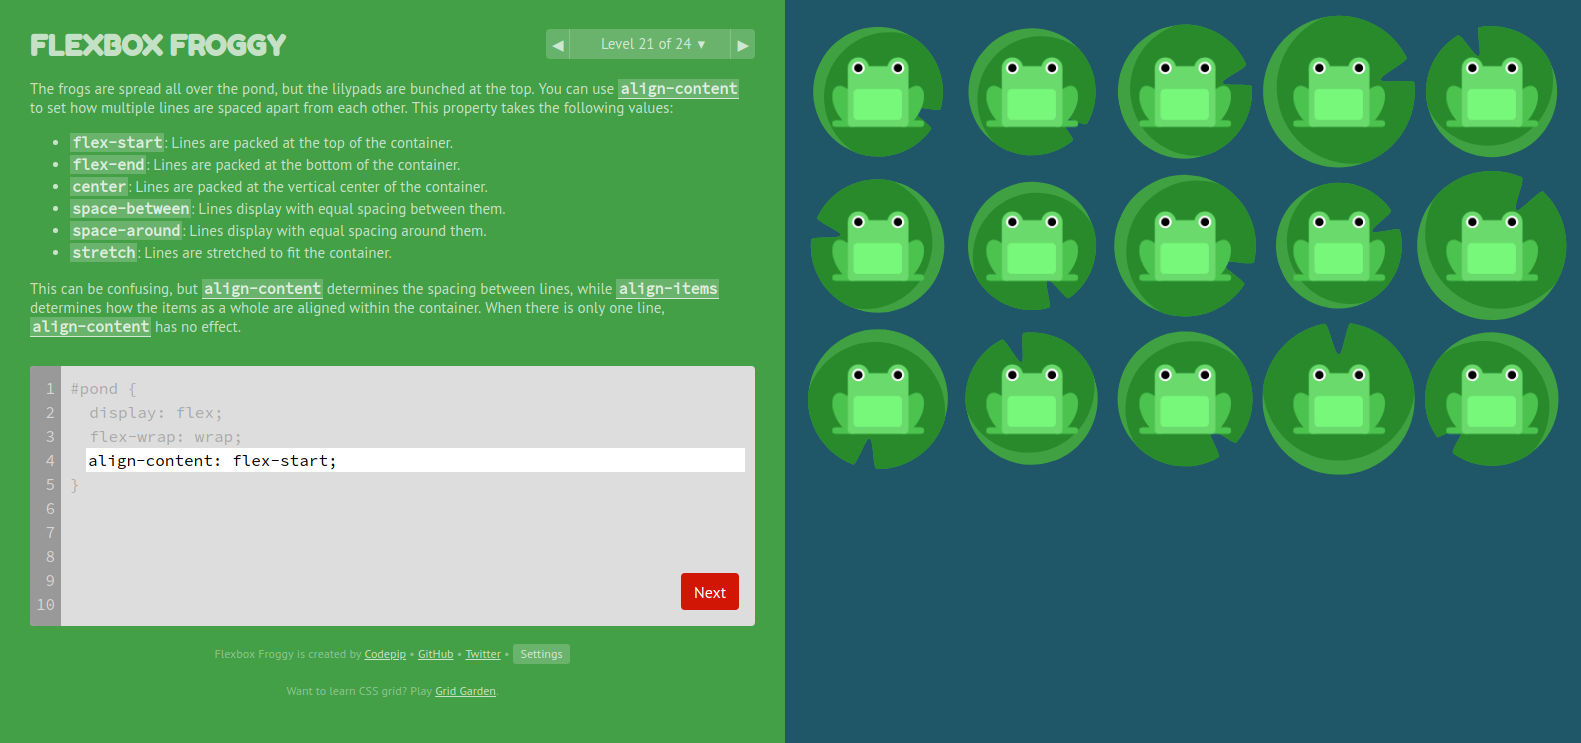 FLEXBOX FROGGY
◀ Level 21 of 24 ▼ ▶
The frogs are spread all over the pond, but the lilypads are bunched at the top. You can use align-content
to set how multiple lines are spaced apart from each other. This property takes the following values:
• flex-start: Lines are packed at the top of the container.
• flex-end: Lines are packed at the bottom of the container.
• center: Lines are packed at the vertical center of the container.
• space-between: Lines display with equal spacing between them.
• space-around: Lines display with equal spacing around them.
• stretch: Lines are stretched to fit the container.
This can be confusing, but align-content determines the spacing between lines, while align-items
determines how the items as a whole are aligned within the container. When there is only one line,
align-content has no effect.
1 #pond {
2 display: flex;
3 flex-wrap: wrap;
4 align-content: flex-start;
5 }
6
7
8
9
10
Next
Flexbox Froggy is created by Codepip • GitHub • Twitter • Settings
Want to learn CSS grid? Play Grid Garden.